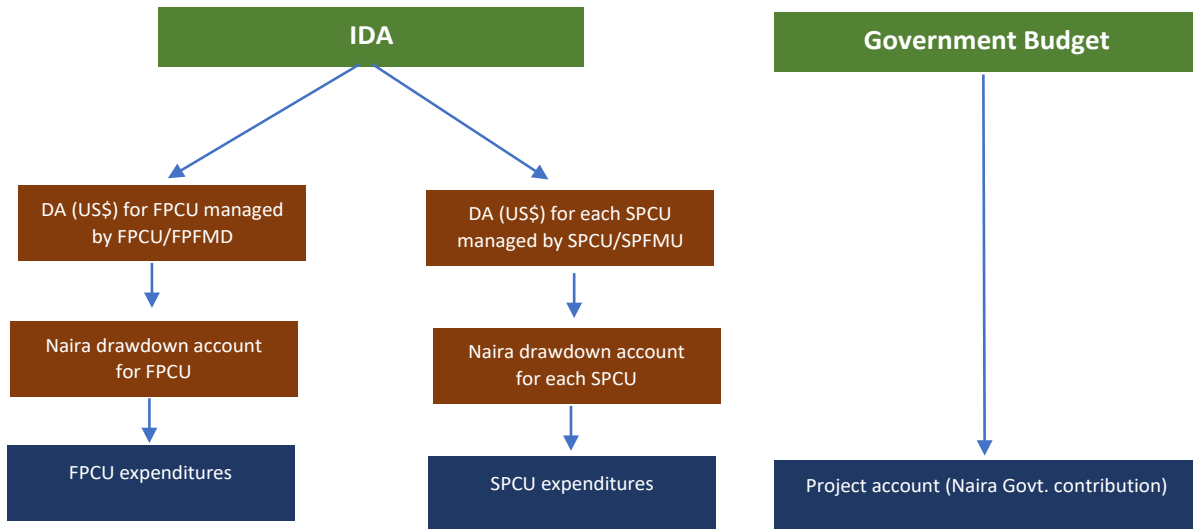 IDA
Government Budget
DA (US$) for FPCU managed
by FPCU/FPFMD
DA (US$) for each SPCU
managed by SPCU/SPFMU
Naira drawdown account
for FPCU
Naira drawdown account
for each SPCU
FPCU expenditures
SPCU expenditures
Project account (Naira Govt. contribution)